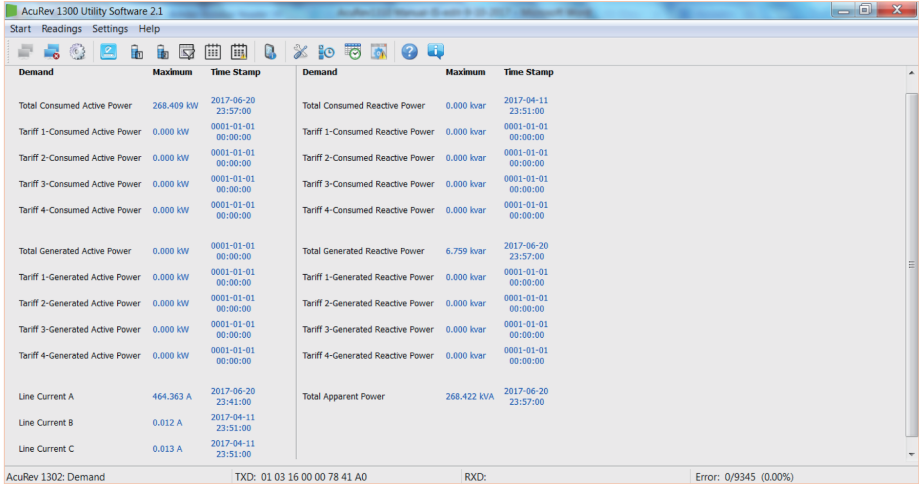 AcuRev 1300 Utility Software 2.1
Start Readings Settings Help
Demand Maximum Time Stamp Demand Maximum Time Stamp
Total Consumed Active Power 268.409 kW 2017-06-20 23:57:00 Total Consumed Reactive Power 0.000 kvar 2017-04-11 23:51:00
Tariff 1-Consumed Active Power 0.000 kW 0001-01-01 00:00:00 Tariff 1-Consumed Reactive Power 0.000 kvar 0001-01-01 00:00:00
Tariff 2-Consumed Active Power 0.000 kW 0001-01-01 00:00:00 Tariff 2-Consumed Reactive Power 0.000 kvar 0001-01-01 00:00:00
Tariff 3-Consumed Active Power 0.000 kW 0001-01-01 00:00:00 Tariff 3-Consumed Reactive Power 0.000 kvar 0001-01-01 00:00:00
Tariff 4-Consumed Active Power 0.000 kW 0001-01-01 00:00:00 Tariff 4-Consumed Reactive Power 0.000 kvar 0001-01-01 00:00:00
Total Generated Active Power 0.000 kW 0001-01-01 00:00:00 Total Generated Reactive Power 6.759 kvar 2017-06-20 23:57:00
Tariff 1-Generated Active Power 0.000 kW 0001-01-01 00:00:00 Tariff 1-Generated Reactive Power 0.000 kvar 0001-01-01 00:00:00
Tariff 2-Generated Active Power 0.000 kW 0001-01-01 00:00:00 Tariff 2-Generated Reactive Power 0.000 kvar 0001-01-01 00:00:00
Tariff 3-Generated Active Power 0.000 kW 0001-01-01 00:00:00 Tariff 3-Generated Reactive Power 0.000 kvar 0001-01-01 00:00:00
Tariff 4-Generated Active Power 0.000 kW 0001-01-01 00:00:00 Tariff 4-Generated Reactive Power 0.000 kvar 0001-01-01 00:00:00
Line Current A 464.363 A 2017-06-20 23:41:00 Total Apparent Power 268.422 kVA 2017-06-20 23:57:00
Line Current B 0.012 A 2017-04-11 23:51:00
Line Current C 0.013 A 2017-04-11 23:51:00
AcuRev 1302: Demand TXD: 01 03 16 00 00 78 41 A0 RXD: Error: 0/9345 (0.00%)